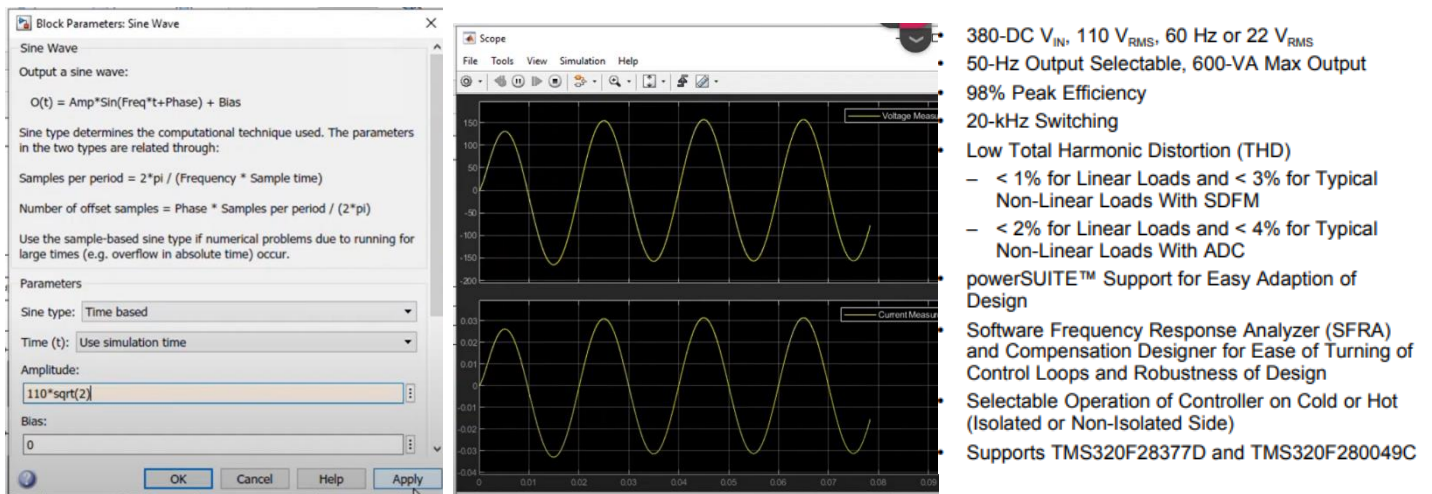 Block Parameters: Sine Wave
Sine Wave
Output a sine wave:
O(t) = Amp*Sin(Freq*t+Phase) + Bias
Sine type determines the computational technique used. The parameters
in the two types are related through:
Samples per period = 2*pi / (Frequency * Sample time)
Number of offset samples = Phase * Samples per period / (2*pi)
Use the sample-based sine type if numerical problems due to running for
large times (e.g. overflow in absolute time) occur.
Parameters
Sine type: Time based
Time (t): Use simulation time
Amplitude:
110*sqrt(2)
Bias:
0
OK Cancel Help Apply
Scope
File Tools View Simulation Help
Voltage Measu
150
100
50
0
-50
-100
-150
-200
Current Measur
0.03
0.02
0.01
0
-0.01
-0.02
-0.03
-0.04
0 0.01 0.02 0.03 0.04 0.05 0.06 0.07 0.08 0.09
• 380-DC VIN, 110 VRMS, 60 Hz or 22 VRMS
• 50-Hz Output Selectable, 600-VA Max Output
• 98% Peak Efficiency
• 20-kHz Switching
• Low Total Harmonic Distortion (THD)
– < 1% for Linear Loads and < 3% for Typical
Non-Linear Loads With SDFM
– < 2% for Linear Loads and < 4% for Typical
Non-Linear Loads With ADC
• powerSUITE™ Support for Easy Adaption of
Design
• Software Frequency Response Analyzer (SFRA)
and Compensation Designer for Ease of Turning of
Control Loops and Robustness of Design
• Selectable Operation of Controller on Cold or Hot
(Isolated or Non-Isolated Side)
• Supports TMS320F28377D and TMS320F280049C